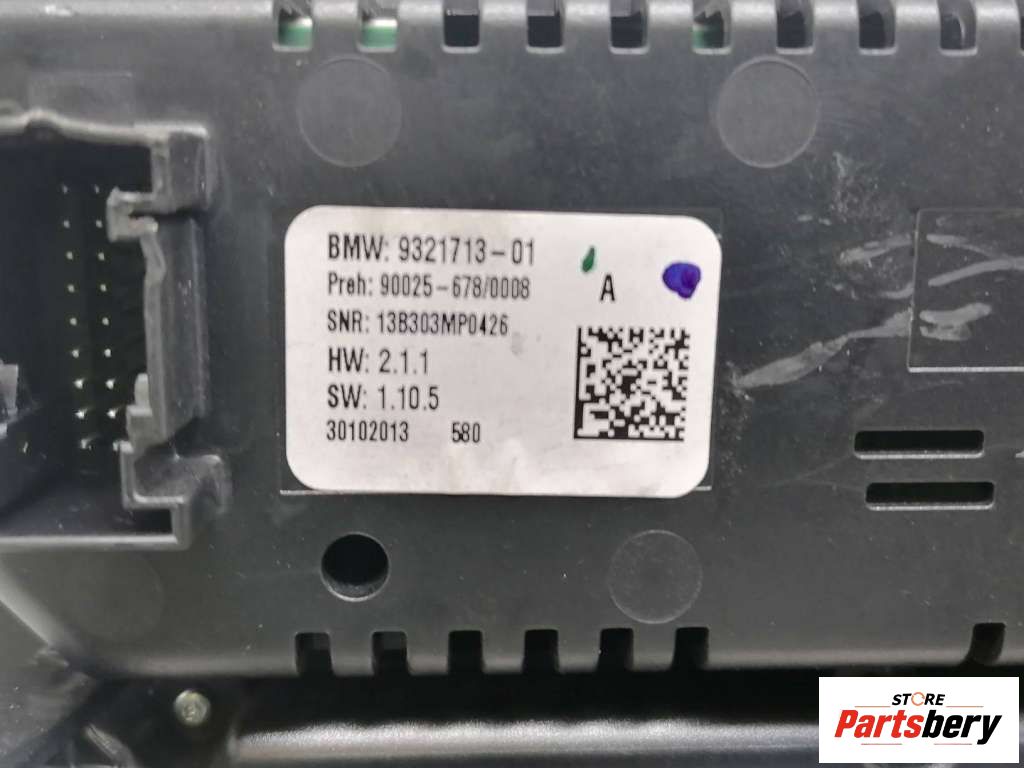 BMW: 9321713-01
Preh: 90025-678/0008
A
SNR: 13B303MP0426
HW: 2.1.1
SW: 1.10.5
30102013 580
STORE
Partsbery